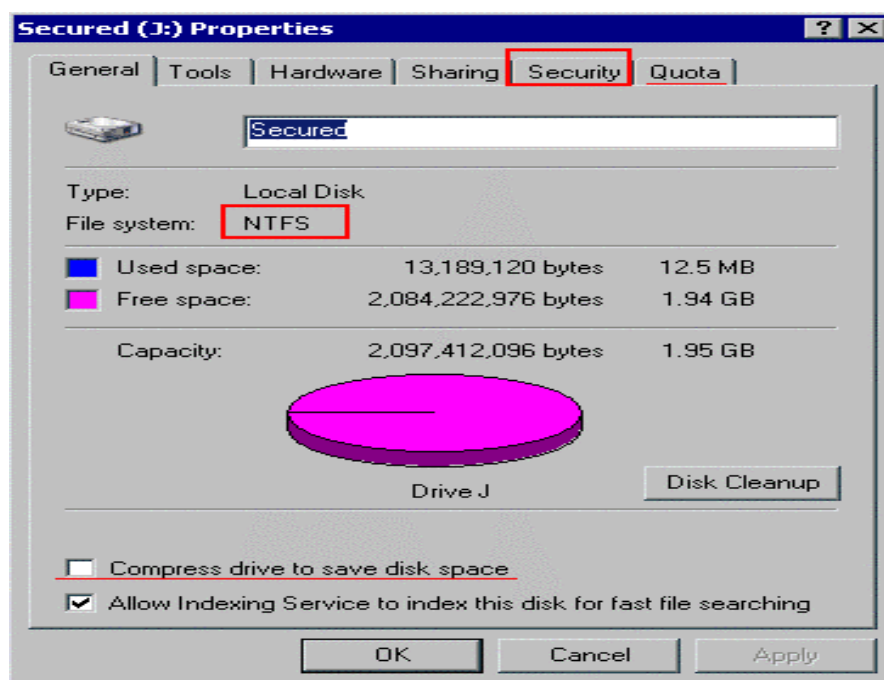 Secured (J:) Properties
General Tools Hardware Sharing Security Quota
Secured
Type: Local Disk
File system: NTFS
Used space: 13,189,120 bytes 12.5 MB
Free space: 2,084,222,976 bytes 1.94 GB
Capacity: 2,097,412,096 bytes 1.95 GB
Drive J
Disk Cleanup
Compress drive to save disk space
Allow Indexing Service to index this disk for fast file searching
OK Cancel Apply